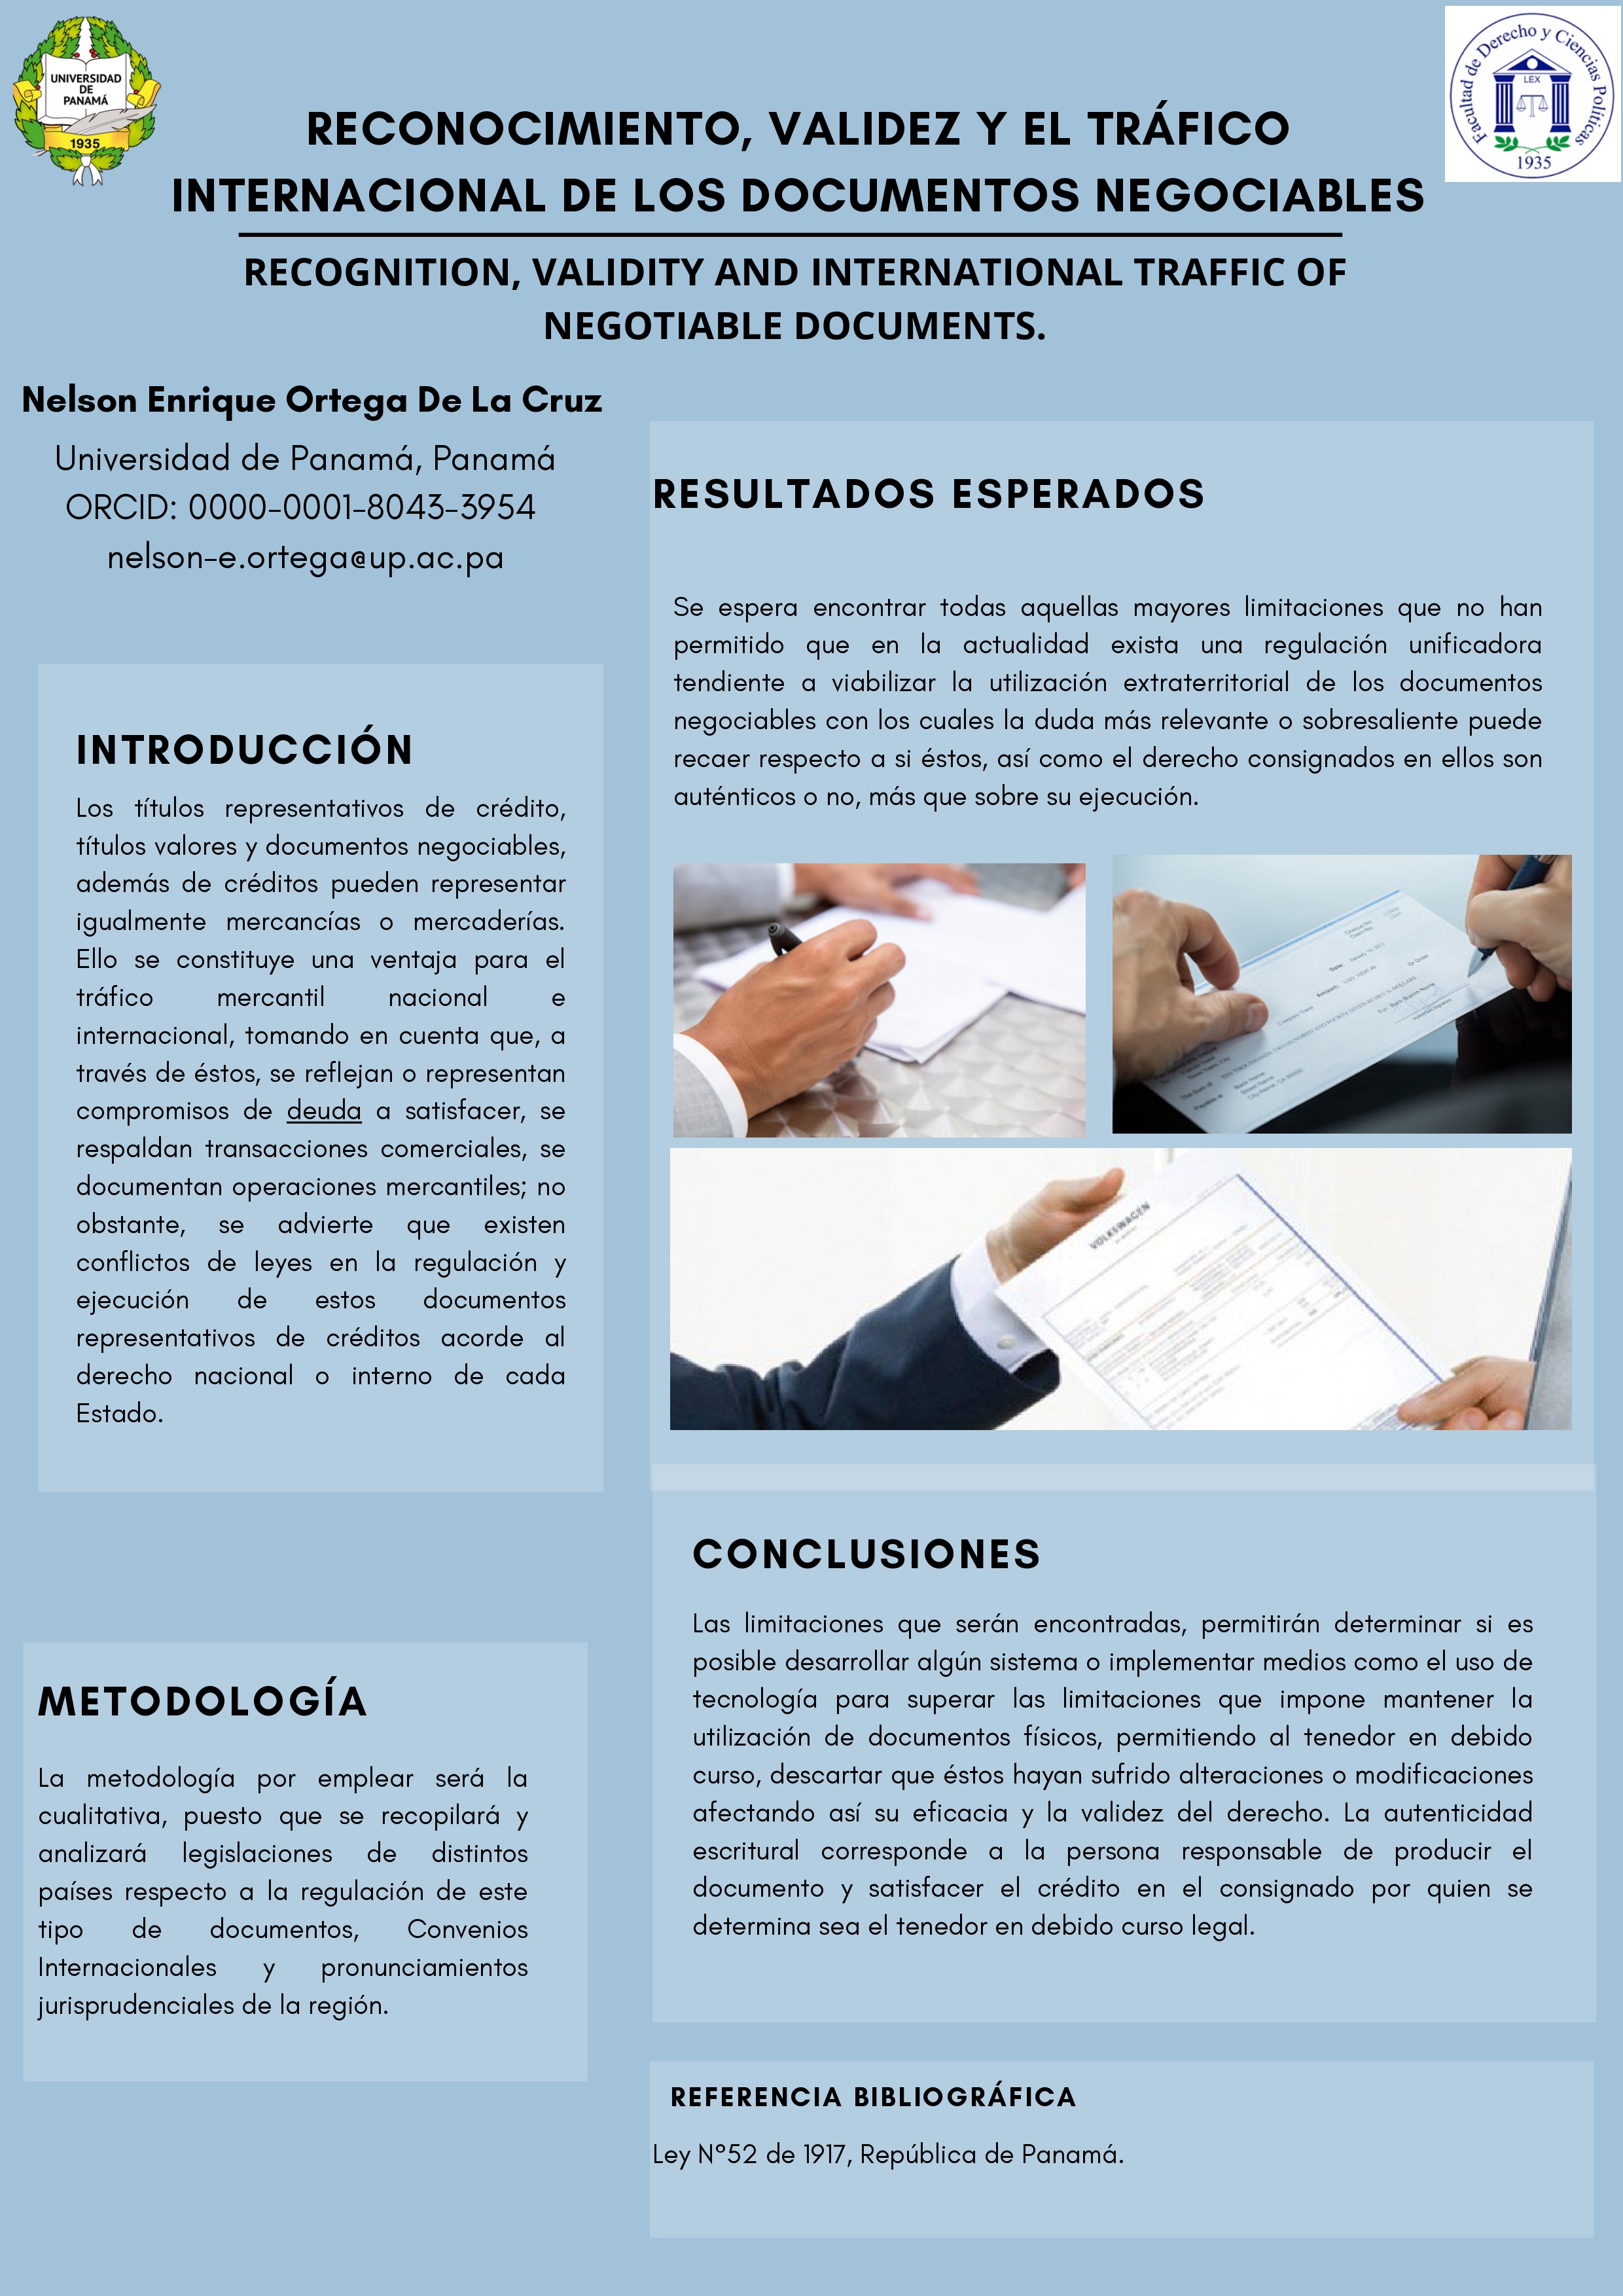 UNIVERSIDAD
DE
PANAMÁ
1935
Facultad de Derecho y Ciencias Políticas
LEX
1935
RECONOCIMIENTO, VALIDEZ Y EL TRÁFICO
INTERNACIONAL DE LOS DOCUMENTOS NEGOCIABLES
RECOGNITION, VALIDITY AND INTERNATIONAL TRAFFIC OF
NEGOTIABLE DOCUMENTS.
Nelson Enrique Ortega De La Cruz
Universidad de Panamá, Panamá
ORCID: 0000-0001-8043-3954
nelson-e.ortega@up.ac.pa
INTRODUCCIÓN
Los títulos representativos de crédito,
títulos valores y documentos negociables,
además de créditos pueden representar
igualmente mercancías o mercaderías.
Ello se constituye una ventaja para el
tráfico mercantil nacional e
internacional, tomando en cuenta que, a
través de éstos, se reflejan o representan
compromisos de deuda a satisfacer, se
respaldan transacciones comerciales, se
documentan operaciones mercantiles; no
obstante, se advierte que existen
conflictos de leyes en la regulación y
ejecución de estos documentos
representativos de créditos acorde al
derecho nacional o interno de cada
Estado.
METODOLOGÍA
La metodología por emplear será la
cualitativa, puesto que se recopilará y
analizará legislaciones de distintos
países respecto a la regulación de este
tipo de documentos, Convenios
Internacionales y pronunciamientos
jurisprudenciales de la región.
RESULTADOS ESPERADOS
Se espera encontrar todas aquellas mayores limitaciones que no han
permitido que en la actualidad exista una regulación unificadora
tendiente a viabilizar la utilización extraterritorial de los documentos
negociables con los cuales la duda más relevante o sobresaliente puede
recaer respecto a si éstos, así como el derecho consignados en ellos son
auténticos o no, más que sobre su ejecución.
Date:
Amount:
Company Name
Bank Name
VOLKSWAGEN
CONCLUSIONES
Las limitaciones que serán encontradas, permitirán determinar si es
posible desarrollar algún sistema o implementar medios como el uso de
tecnología para superar las limitaciones que impone mantener la
utilización de documentos físicos, permitiendo al tenedor en debido
curso, descartar que éstos hayan sufrido alteraciones o modificaciones
afectando así su eficacia y la validez del derecho. La autenticidad
escritural corresponde a la persona responsable de producir el
documento y satisfacer el crédito en el consignado por quien se
determina sea el tenedor en debido curso legal.
REFERENCIA BIBLIOGRÁFICA
Ley N°52 de 1917, República de Panamá.